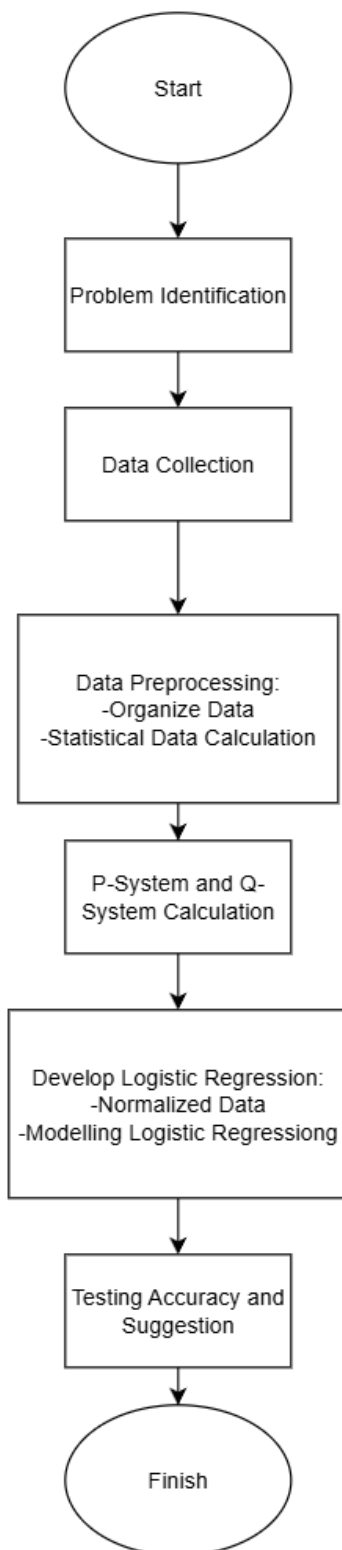 Start
Problem Identification
Data Collection
Data Preprocessing:
-Organize Data
-Statistical Data Calculation
P-System and Q-
System Calculation
Develop Logistic Regression:
-Normalized Data
-Modelling Logistic Regressiong
Testing Accuracy and
Suggestion
Finish